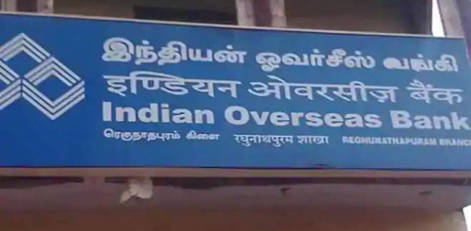 இந்தியன் ஓவர்சீஸ் வங்கி
इण्डियन ओवरसीज़ बैंक
Indian Overseas Bank
ரெகுநாதபுரம் கிளை रघुनाथपुरम शाखा REGHUNATHAPURAM BRANCH